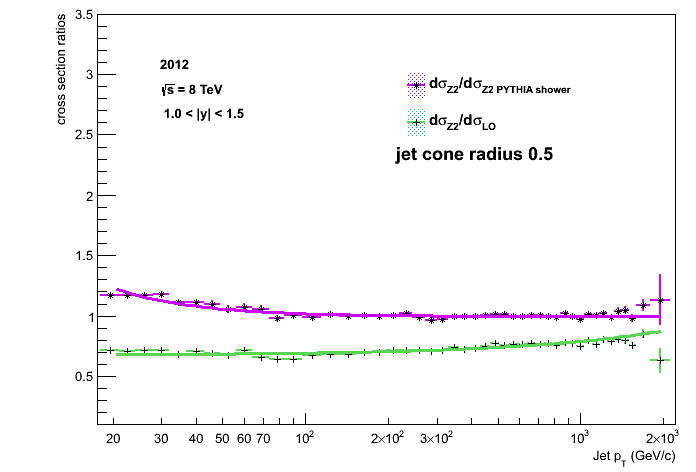 cross section ratios
3.5
3
2.5
2
1.5
1
0.5
2012
√s = 8 TeV
1.0 < |y| < 1.5
dσZ2/dσZ2 PYTHIA shower
dσZ2/dσLO
jet cone radius 0.5
20 30 40 50 60 70 10² 2×10² 3×10² 10³ 2×10³
Jet pT (GeV/c)